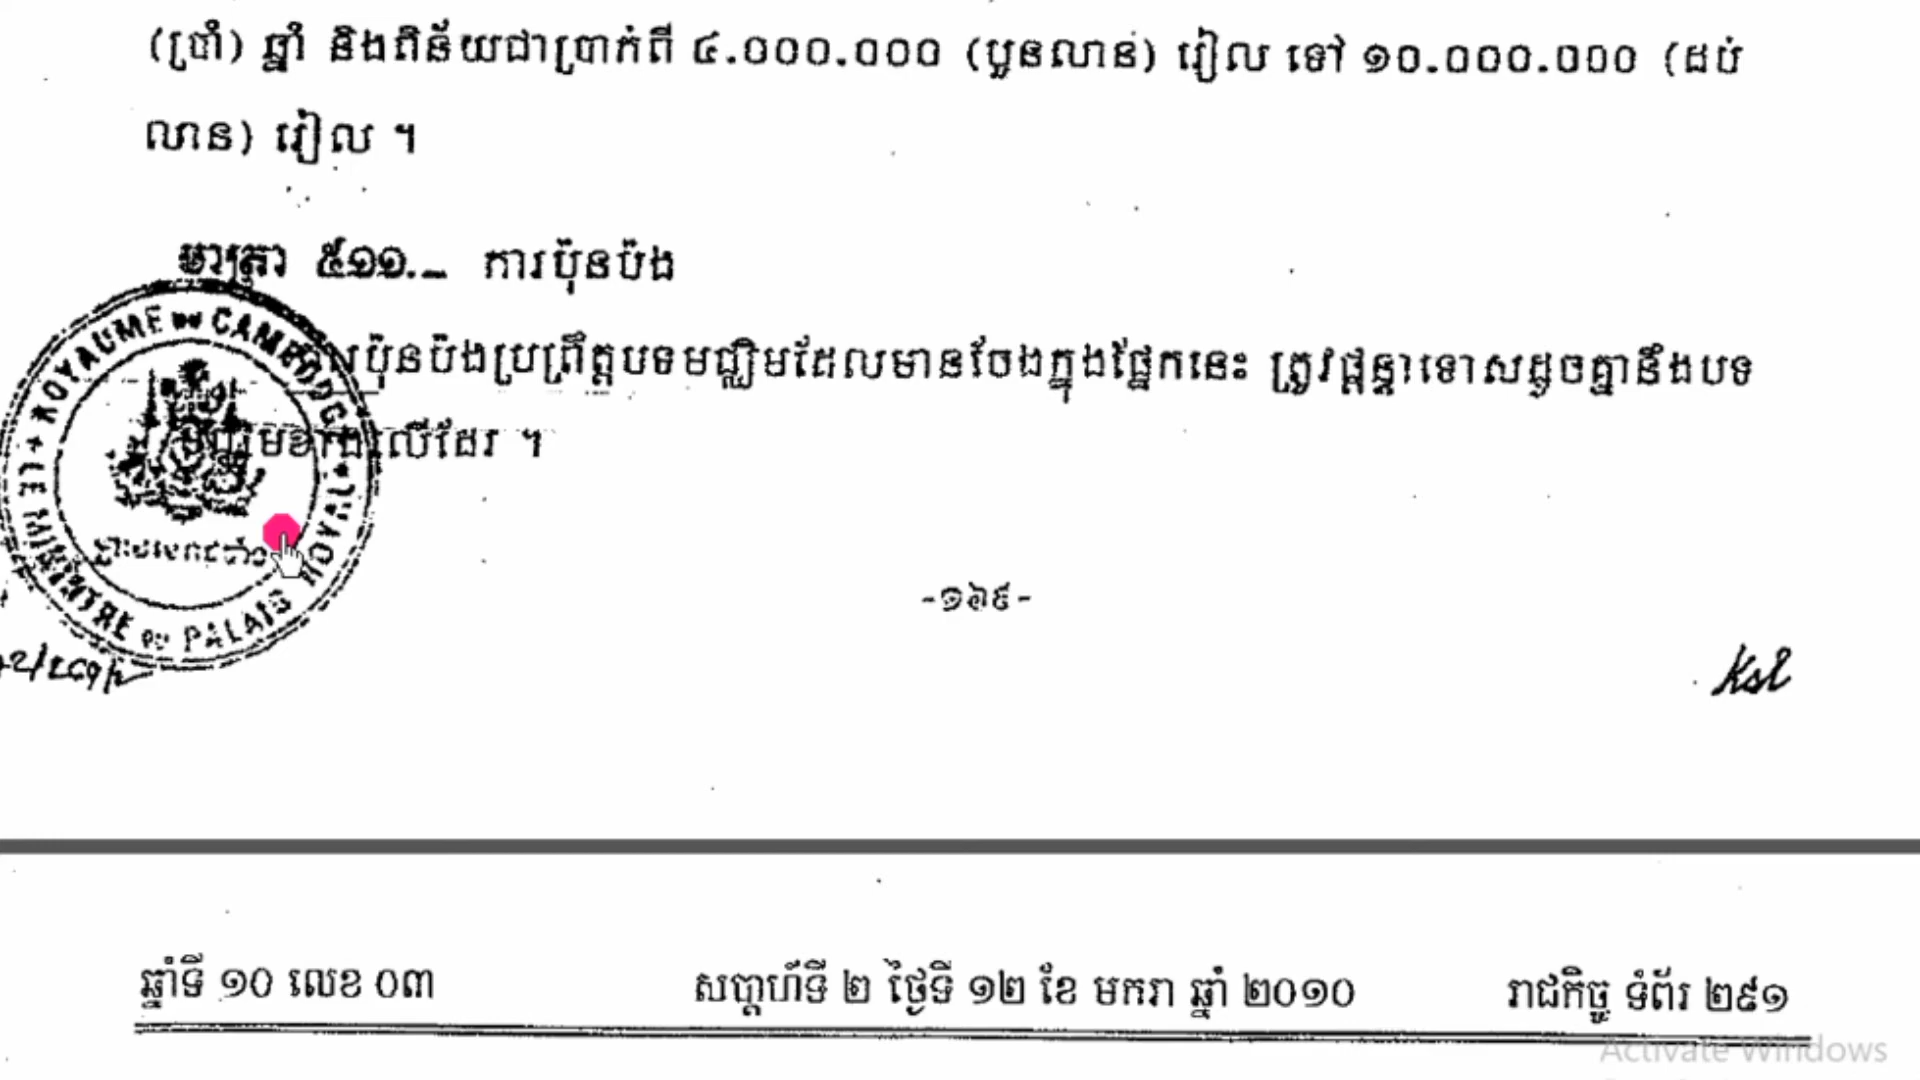 (ប្រាំ) ឆ្នាំ និងពិន័យជាប្រាក់ពី ៤.០០០.០០០ (បួនលាន) រៀល ទៅ ១០.០០០.០០០ (ដប់
លាន) រៀល ។
មាត្រា ៥១១._ ការប៉ុនប៉ង
ការប៉ុនប៉ងប្រព្រឹត្តបទមជ្ឈិមដែលមានចែងក្នុងផ្នែកនេះ ត្រូវផ្តន្ទាទោសដូចគ្នានឹងបទ
មជ្ឈិមខាងលើដែរ ។
ROYAUME DU CAMBODGE
LE MINISTRE DU PALAIS ROYAL
-១៦៩-
Ksl
ឆ្នាំទី ១០ លេខ ០៣
សប្តាហ៍ទី ២ ថ្ងៃទី ១២ ខែ មករា ឆ្នាំ ២០១០
រាជកិច្ច ទំព័រ ២៩១
Activate Windows